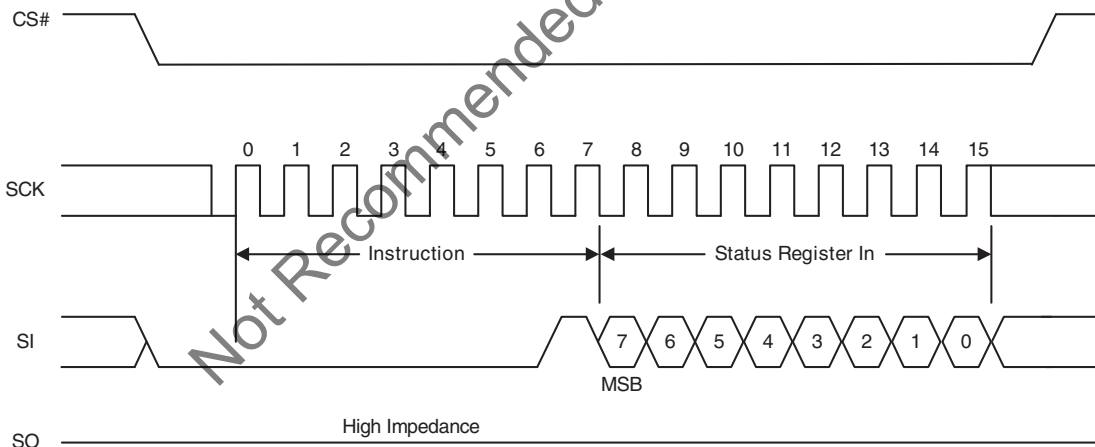 CS#
Not Recommended
0 1 2 3 4 5 6 7 8 9 10 11 12 13 14 15
SCK
Instruction Status Register In
SI
7 6 5 4 3 2 1 0
MSB
High Impedance
SO